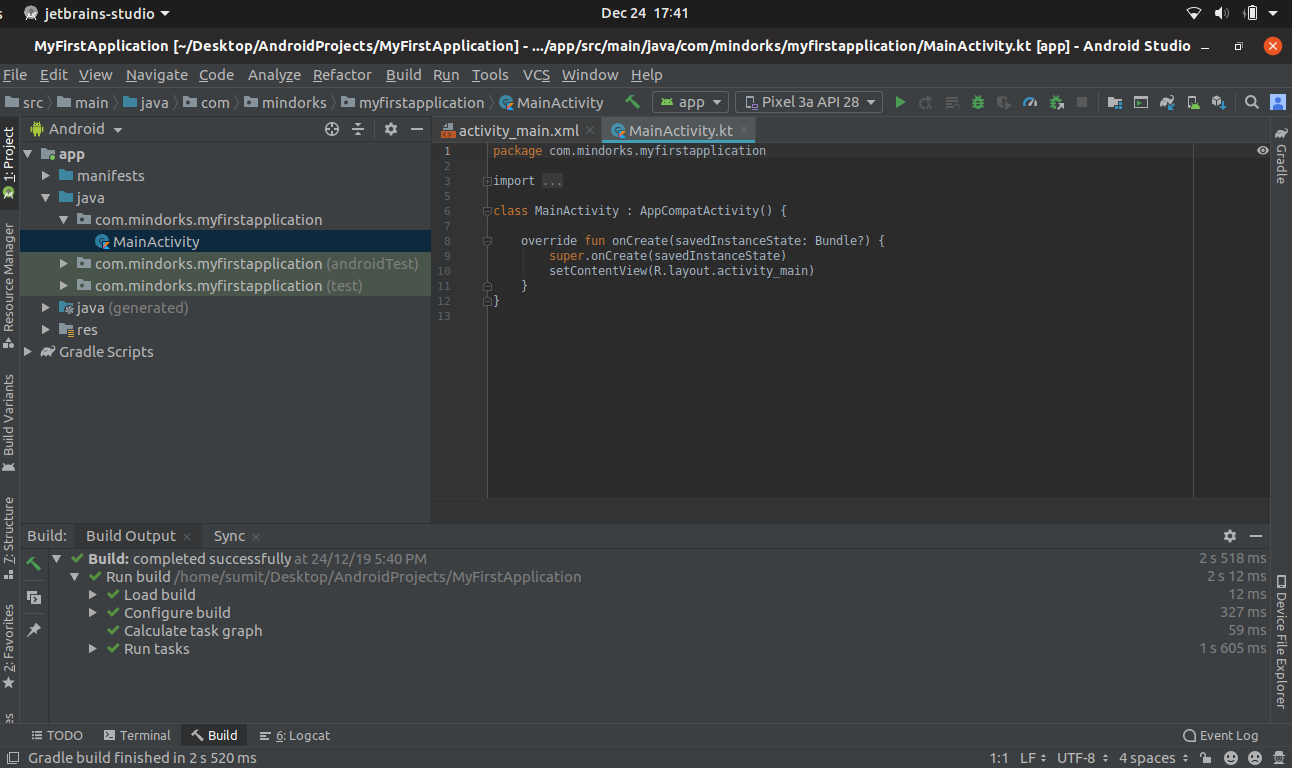 jetbrains-studio Dec 24 17:41
MyFirstApplication [~/Desktop/AndroidProjects/MyFirstApplication] - .../app/src/main/java/com/mindorks/myfirstapplication/MainActivity.kt [app] - Android Studio
File Edit View Navigate Code Analyze Refactor Build Run Tools VCS Window Help
src main java com mindorks myfirstapplication MainActivity app Pixel 3a API 28
Android
activity_main.xml MainActivity.kt
1: Project
Resource Manager
Build Variants
7: Structure
2: Favorites
app
manifests
java
com.mindorks.myfirstapplication
MainActivity
com.mindorks.myfirstapplication (androidTest)
com.mindorks.myfirstapplication (test)
java (generated)
res
Gradle Scripts
1 package com.mindorks.myfirstapplication
2
3 import ...
5
6 class MainActivity : AppCompatActivity() {
7
8 override fun onCreate(savedInstanceState: Bundle?) {
9 super.onCreate(savedInstanceState)
10 setContentView(R.layout.activity_main)
11 }
12 }
13
Gradle
Device File Explorer
Build: Build Output Sync
Build: completed successfully at 24/12/19 5:40 PM 2 s 518 ms
Run build /home/sumit/Desktop/AndroidProjects/MyFirstApplication 2 s 12 ms
Load build 12 ms
Configure build 327 ms
Calculate task graph 59 ms
Run tasks 1 s 605 ms
TODO Terminal Build 6: Logcat Event Log
Gradle build finished in 2 s 520 ms 1:1 LF UTF-8 4 spaces